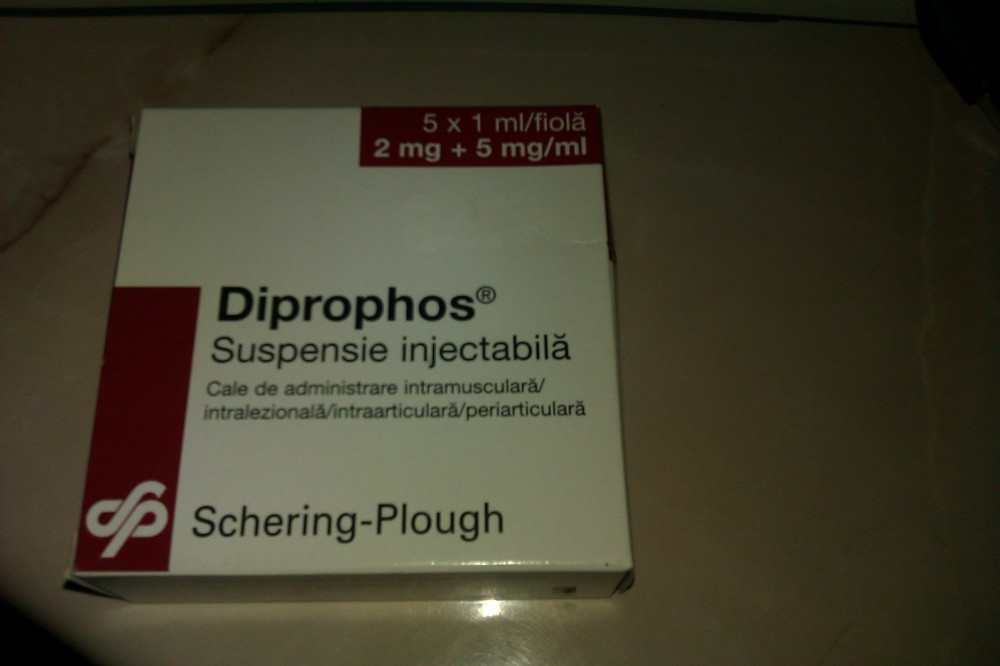 5 x 1 ml/fiolă
2 mg + 5 mg/ml
Diprophos®
Suspensie injectabilă
Cale de administrare intramusculară/
intralezională/intraarticulară/periarticulară
Schering-Plough